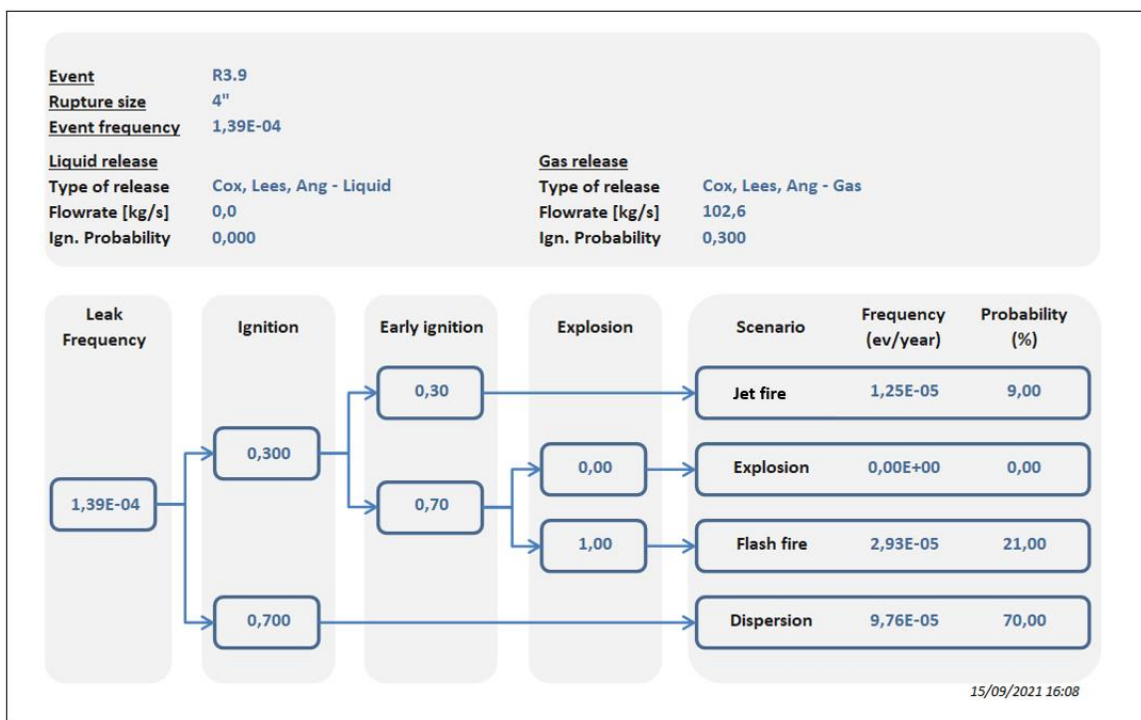 Event R3.9
Rupture size 4"
Event frequency 1,39E-04
Liquid release Gas release
Type of release Cox, Lees, Ang - Liquid Type of release Cox, Lees, Ang - Gas
Flowrate [kg/s] 0,0 Flowrate [kg/s] 102,6
Ign. Probability 0,000 Ign. Probability 0,300
Leak Frequency Ignition Early ignition Explosion Scenario Frequency (ev/year) Probability (%)
0,30 Jet fire 1,25E-05 9,00
0,300 0,00 Explosion 0,00E+00 0,00
1,39E-04 0,70
1,00 Flash fire 2,93E-05 21,00
0,700 Dispersion 9,76E-05 70,00
15/09/2021 16:08